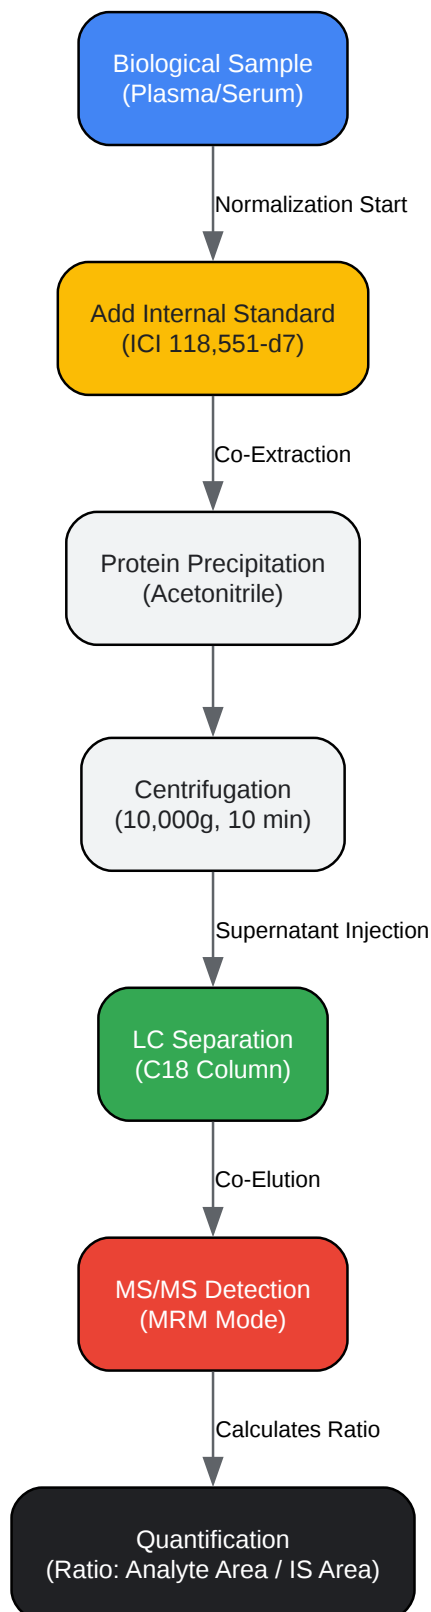 Biological Sample
(Plasma/Serum)
Normalization Start
Add Internal Standard
(ICI 118,551-d7)
Co-Extraction
Protein Precipitation
(Acetonitrile)
Centrifugation
(10,000g, 10 min)
Supernatant Injection
LC Separation
(C18 Column)
Co-Elution
MS/MS Detection
(MRM Mode)
Calculates Ratio
Quantification
(Ratio: Analyte Area / IS Area)